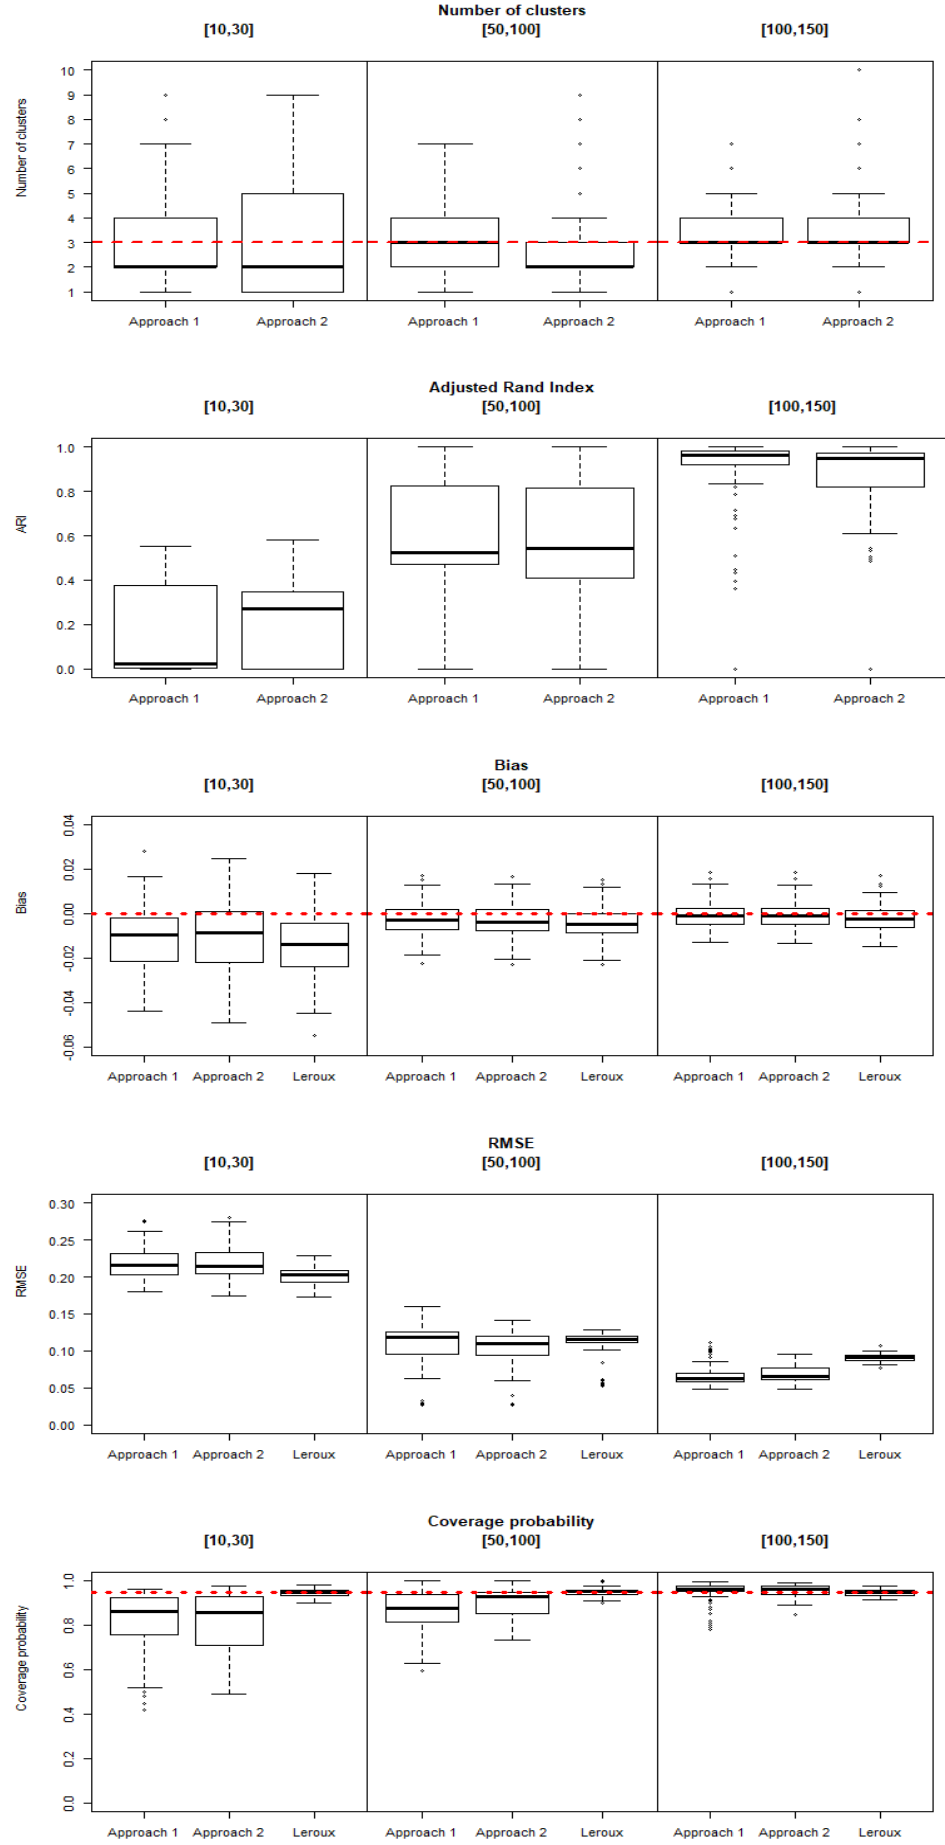 Number of clusters
[10,30] [50,100] [100,150]
Number of clusters
10
9
8
7
6
5
4
3
2
1
Approach 1 Approach 2 Approach 1 Approach 2 Approach 1 Approach 2
Adjusted Rand Index
[10,30] [50,100] [100,150]
ARI
1.0
0.8
0.6
0.4
0.2
0.0
Approach 1 Approach 2 Approach 1 Approach 2 Approach 1 Approach 2
Bias
[10,30] [50,100] [100,150]
Bias
0.04
0.02
0.00
-0.02
-0.04
-0.06
Approach 1 Approach 2 Leroux Approach 1 Approach 2 Leroux Approach 1 Approach 2 Leroux
RMSE
[10,30] [50,100] [100,150]
RMSE
0.30
0.25
0.20
0.15
0.10
0.05
0.00
Approach 1 Approach 2 Leroux Approach 1 Approach 2 Leroux Approach 1 Approach 2 Leroux
Coverage probability
[10,30] [50,100] [100,150]
Coverage probability
1.0
0.8
0.6
0.4
0.2
0.0
Approach 1 Approach 2 Leroux Approach 1 Approach 2 Leroux Approach 1 Approach 2 Leroux